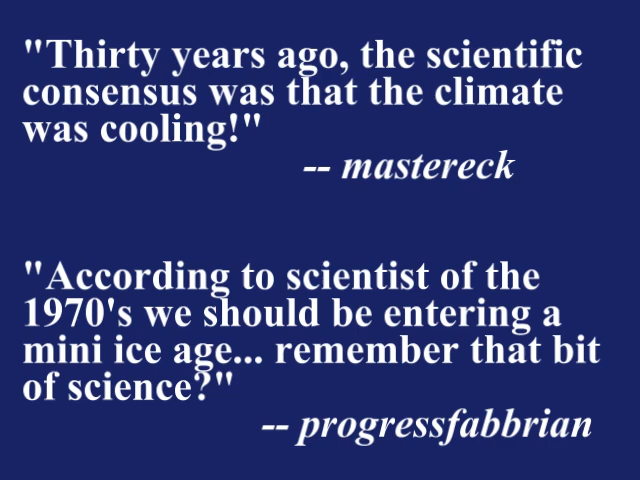 "Thirty years ago, the scientific
consensus was that the climate
was cooling!"
-- mastereck
"According to scientist of the
1970's we should be entering a
mini ice age... remember that bit
of science?"
-- progressfabbrian